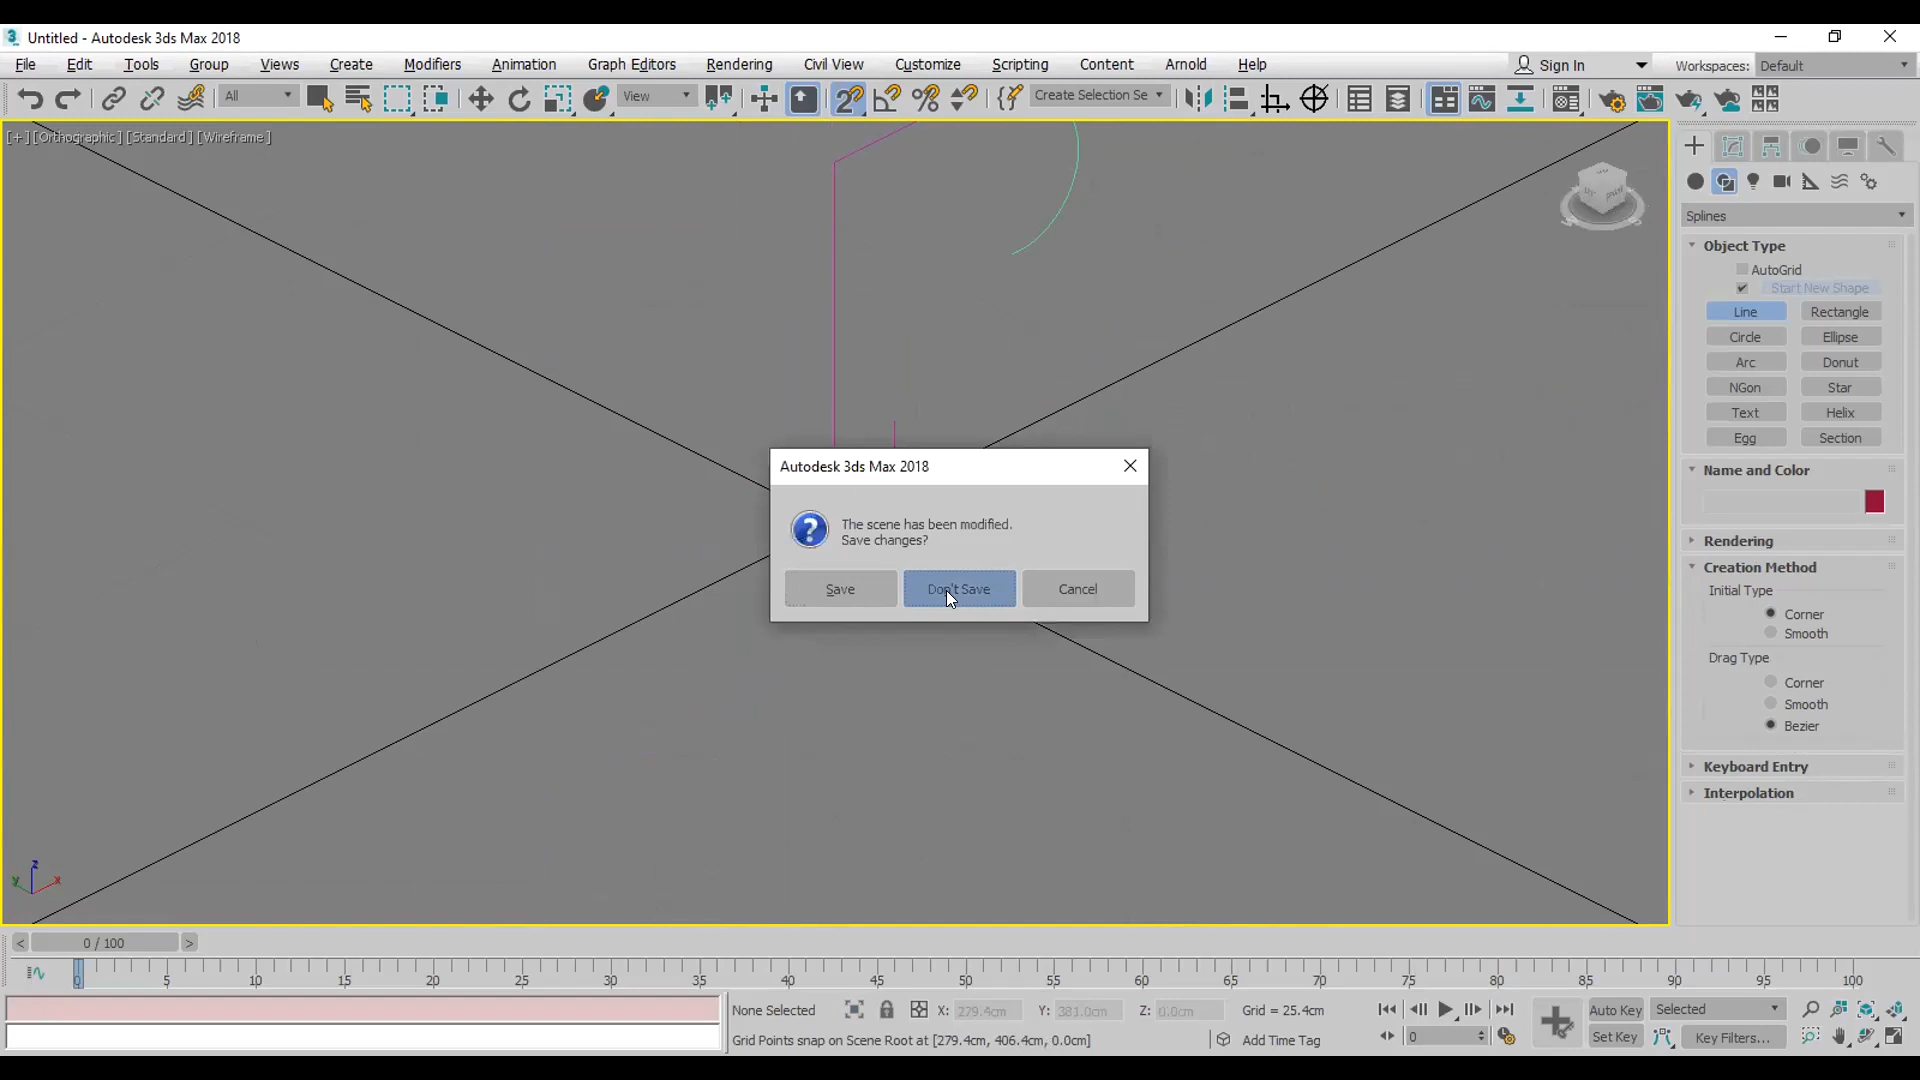 Untitled - Autodesk 3ds Max 2018
File Edit Tools Group Views Create Modifiers Animation Graph Editors Rendering Civil View Customize Scripting Content Arnold Help Sign In Workspaces: Default
All View Create Selection Se
[+] [Orthographic] [Standard] [Wireframe]
Splines
Object Type
AutoGrid
Start New Shape
Line Rectangle
Circle Ellipse
Arc Donut
NGon Star
Text Helix
Egg Section
Name and Color
Rendering
Creation Method
Initial Type
Corner
Smooth
Drag Type
Corner
Smooth
Bezier
Keyboard Entry
Interpolation
Autodesk 3ds Max 2018
The scene has been modified.
Save changes?
Save Don't Save Cancel
z
y x
< 0 / 100 >
0 5 10 15 20 25 30 35 40 45 50 55 60 65 70 75 80 85 90 95 100
None Selected X: 279.4cm Y: 381.0cm Z: 0.0cm Grid = 25.4cm Auto Key Selected
Grid Points snap on Scene Root at [279.4cm, 406.4cm, 0.0cm] Add Time Tag 0 Set Key Key Filters...